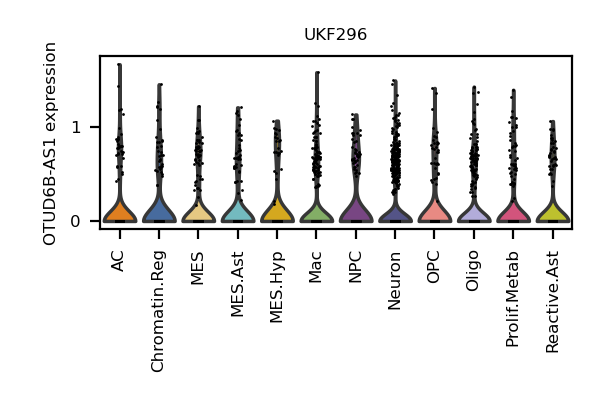 UKF296
OTUD6B-AS1 expression
1
0
AC
Chromatin.Reg
MES
MES.Ast
MES.Hyp
Mac
NPC
Neuron
OPC
Oligo
Prolif.Metab
Reactive.Ast